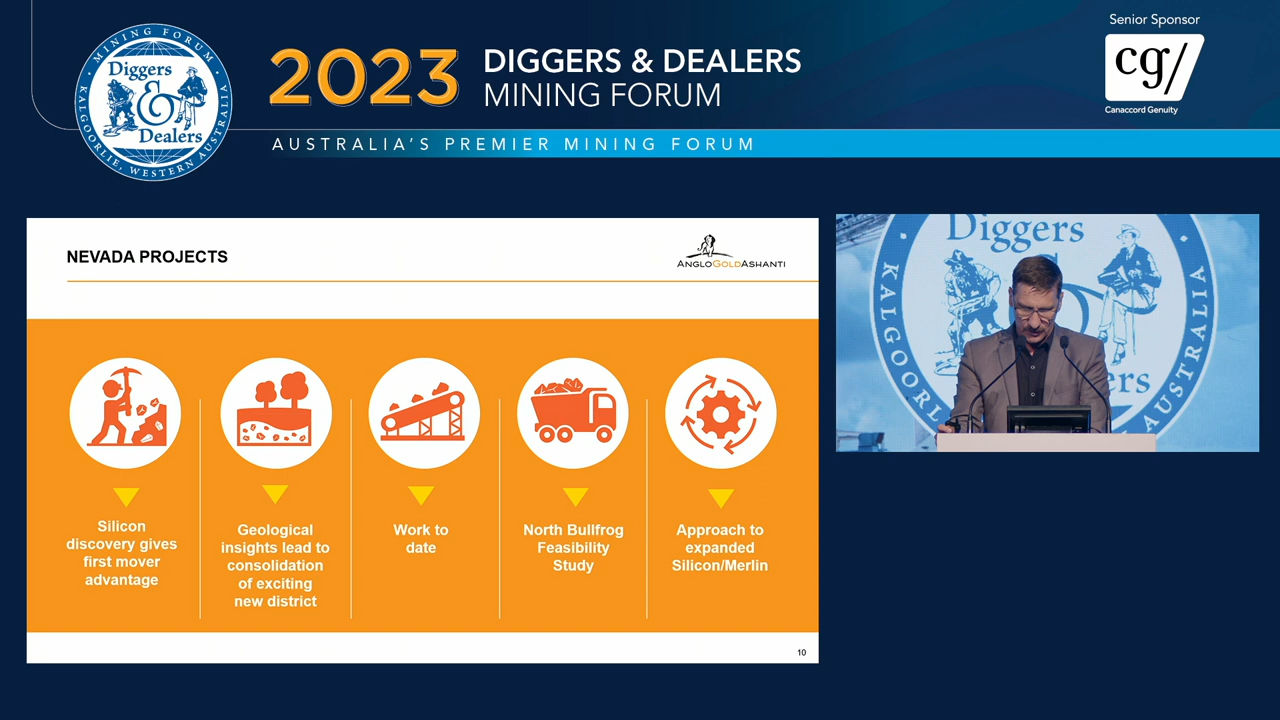 MINING FORUM
Diggers
&
Dealers
KALGOORLIE, WESTERN AUSTRALIA
2023
DIGGERS & DEALERS
MINING FORUM
AUSTRALIA'S PREMIER MINING FORUM
Senior Sponsor
cg/
Canaccord Genuity
NEVADA PROJECTS
ANGLOGOLDASHANTI
Silicon
discovery gives
first mover
advantage
Geological
insights lead to
consolidation
of exciting
new district
Work to
date
North Bullfrog
Feasibility
Study
Approach to
expanded
Silicon/Merlin
10
Diggers
KALGOORL
AUSTRALIA